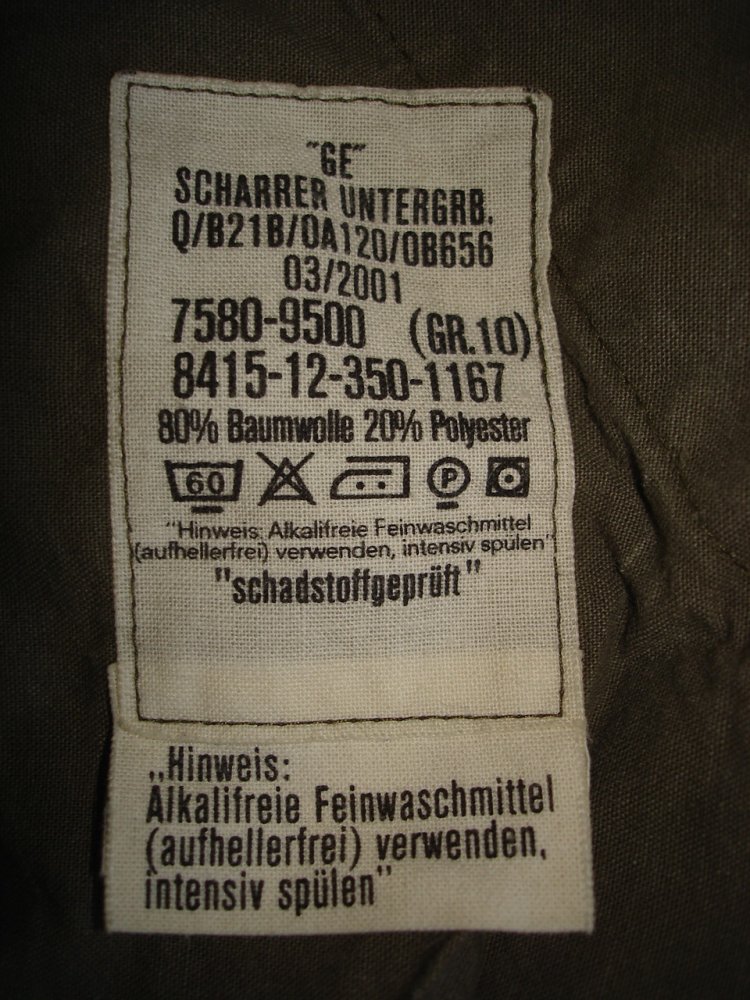 "GE"
SCHARRER UNTERGRB.
Q/B21B/0A120/0B656
03/2001
7580-9500 (GR.10)
8415-12-350-1167
80% Baumwolle 20% Polyester
60 P
"Hinweis: Alkalifreie Feinwaschmittel
(aufhellerfrei) verwenden, intensiv spülen"
"schadstoffgeprüft"
„Hinweis:
Alkalifreie Feinwaschmittel
(aufhellerfrei) verwenden,
intensiv spülen"